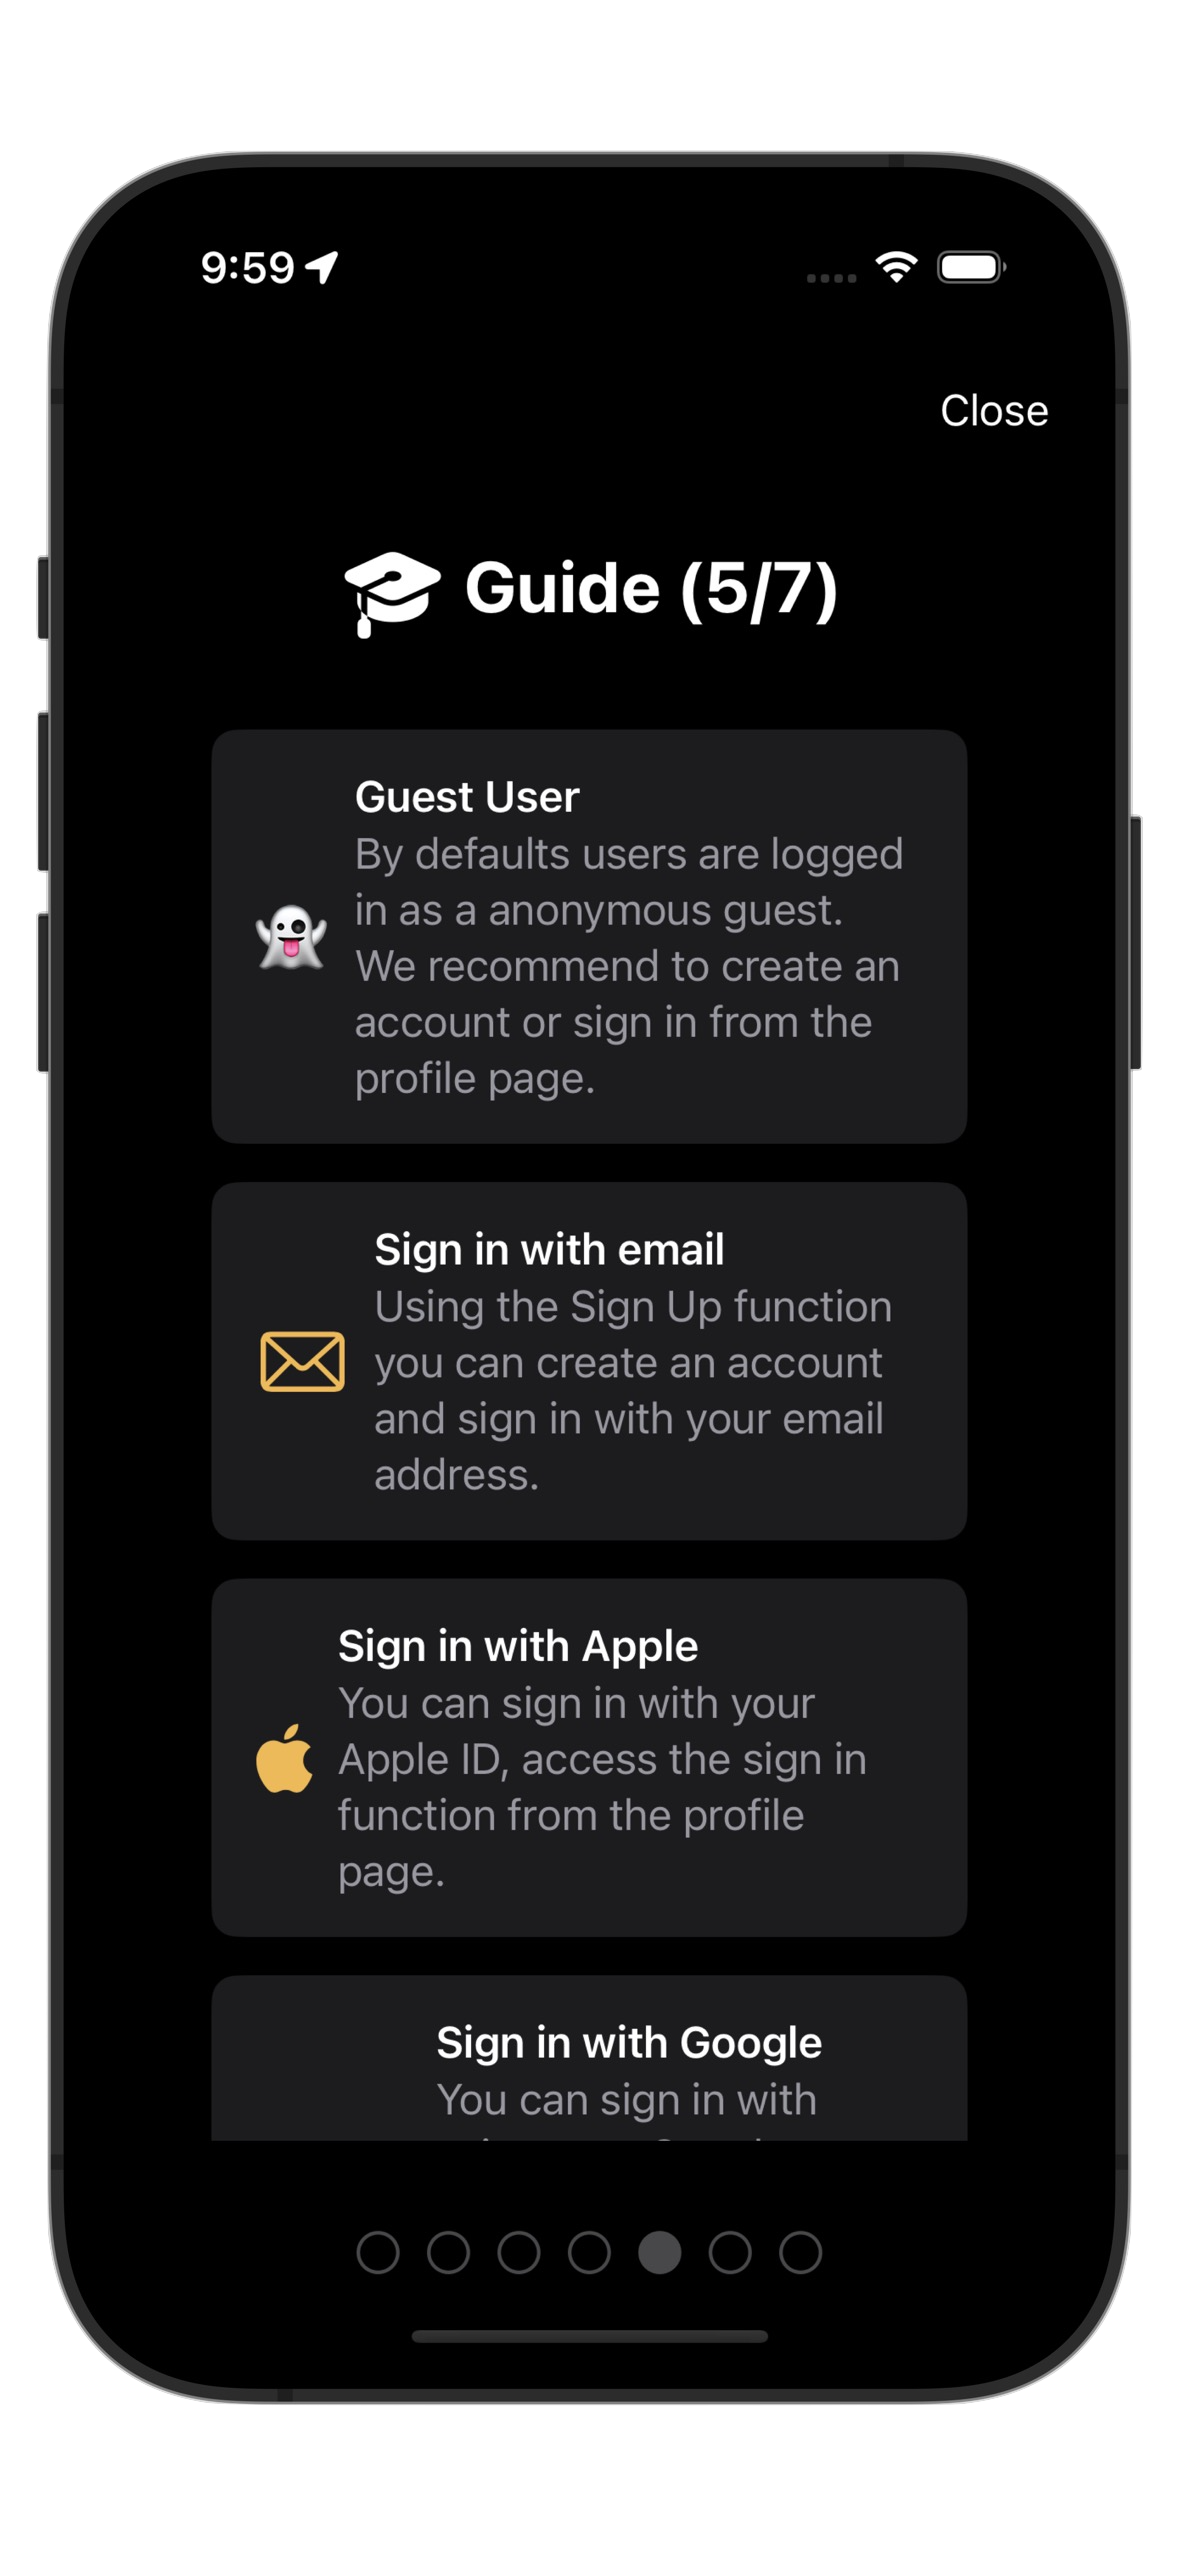 9:59
Close
Guide (5/7)
Guest User
By defaults users are logged
in as a anonymous guest.
We recommend to create an
account or sign in from the
profile page.
Sign in with email
Using the Sign Up function
you can create an account
and sign in with your email
address.
Sign in with Apple
You can sign in with your
Apple ID, access the sign in
function from the profile
page.
Sign in with Google
You can sign in with